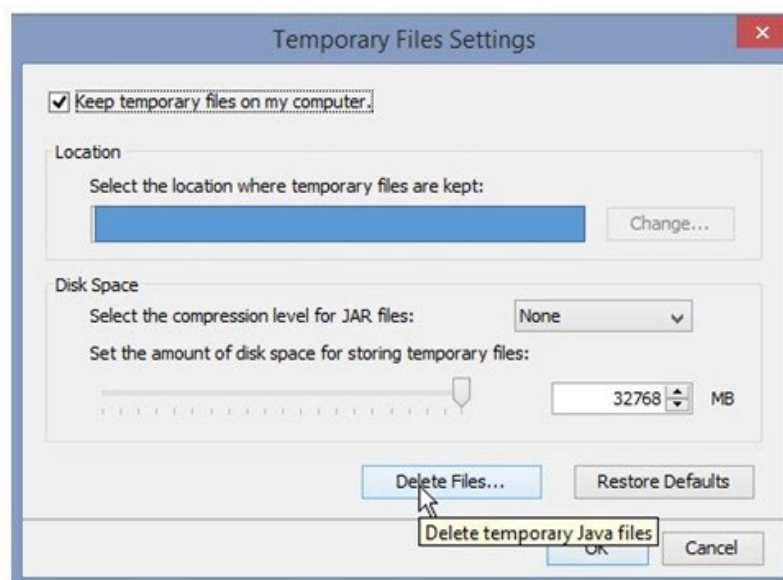 Temporary Files Settings
Keep temporary files on my computer.
Location
Select the location where temporary files are kept:
Change...
Disk Space
Select the compression level for JAR files:
None
Set the amount of disk space for storing temporary files:
32768
MB
Delete Files...
Restore Defaults
Delete temporary Java files
OK
Cancel